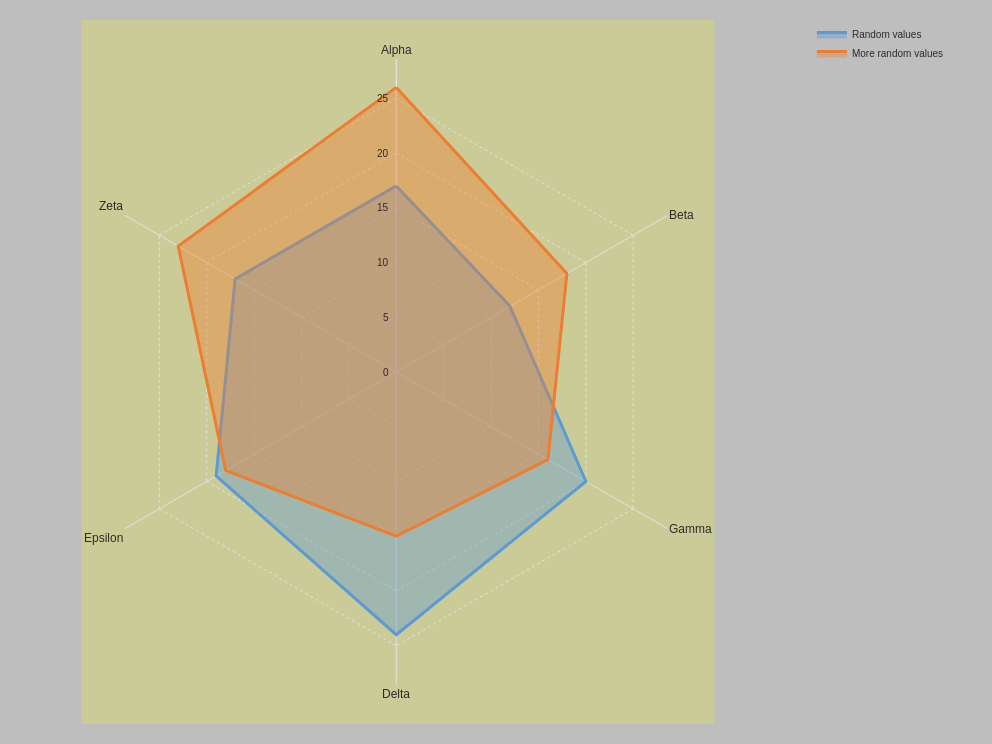 Random values
More random values
Alpha
25
20
15
10
5
0
Zeta
Beta
Epsilon
Gamma
Delta